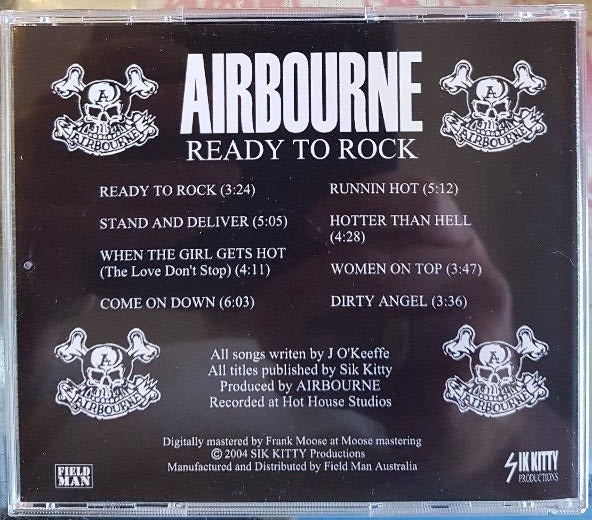 AIRBOURNE
READY TO ROCK
A
AIRBOURNE
A
AIRBOURNE
READY TO ROCK (3:24)
STAND AND DELIVER (5:05)
WHEN THE GIRL GETS HOT
(The Love Don't Stop) (4:11)
COME ON DOWN (6:03)
RUNNIN HOT (5:12)
HOTTER THAN HELL
(4:28)
WOMEN ON TOP (3:47)
DIRTY ANGEL (3:36)
A
AIRBOURNE
A
AIRBOURNE
All songs writen by J O'Keeffe
All titles published by Sik Kitty
Produced by AIRBOURNE
Recorded at Hot House Studios
Digitally mastered by Frank Moose at Moose mastering
© 2004 SIK KITTY Productions
Manufactured and Distributed by Field Man Australia
FIELD
MAN
SIK KITTY
PRODUCTIONS